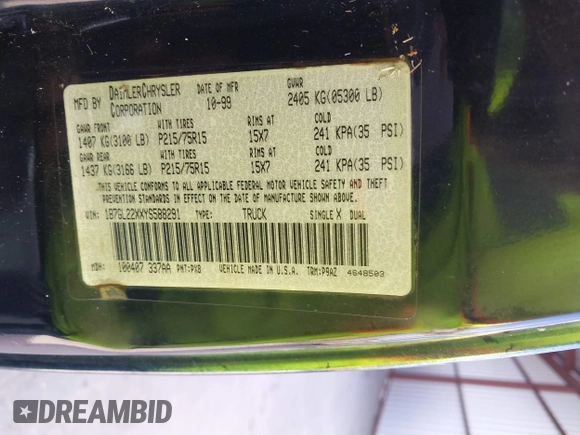 MFD BY DAIMLERCHRYSLER CORPORATION DATE OF MFR 10-99 GVWR 2405 KG(05300 LB)
GAWR FRONT WITH TIRES RIMS AT COLD
1407 KG(3100 LB) P215/75R15 15X7 241 KPA(35 PSI)
GAWR REAR WITH TIRES RIMS AT COLD
1437 KG(3166 LB) P215/75R15 15X7 241 KPA(35 PSI)
THIS VEHICLE CONFORMS TO ALL APPLICABLE FEDERAL MOTOR VEHICLE SAFETY AND THEFT
PREVENTION STANDARDS IN EFFECT ON THE DATE OF MANUFACTURE SHOWN ABOVE.
VIN: 1B7GL22XXYS588291 TYPE: TRUCK SINGLE X DUAL
MDH: 100407 337AA PNT:PX8 VEHICLE MADE IN U.S.A. TRM:P9AZ 4648503
DREAMBID